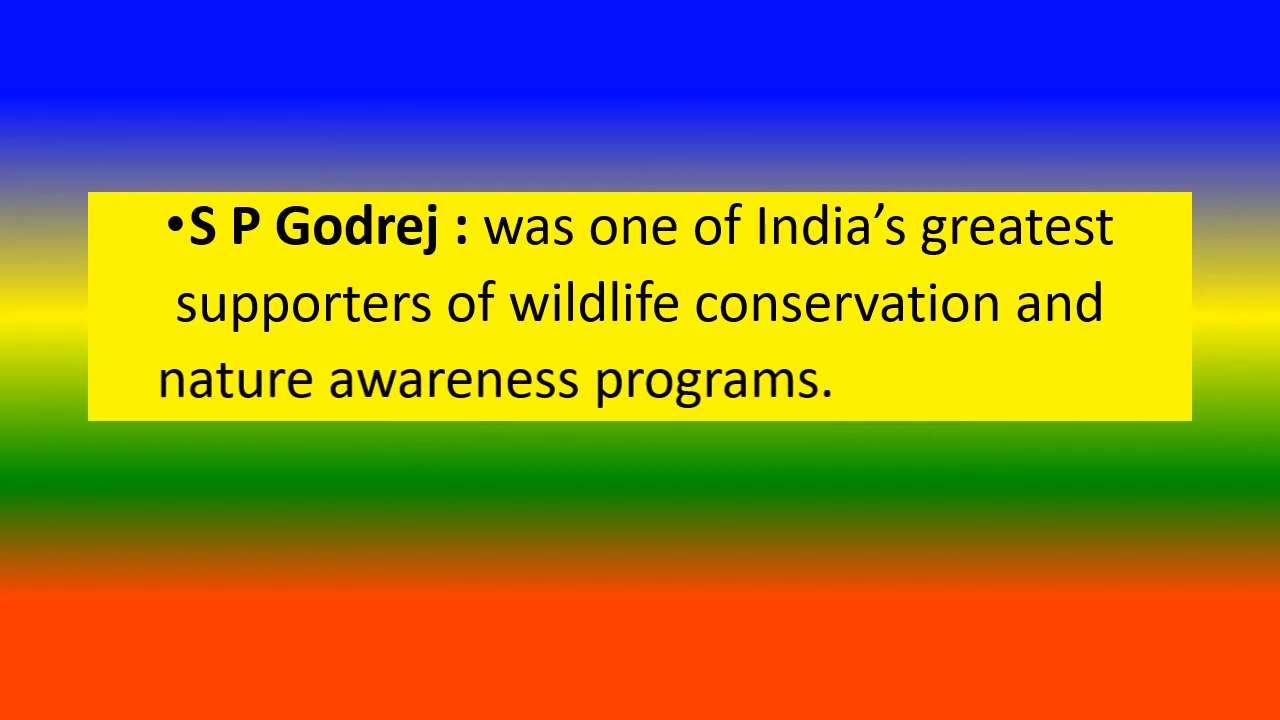 •S P Godrej : was one of India’s greatest
supporters of wildlife conservation and
nature awareness programs.